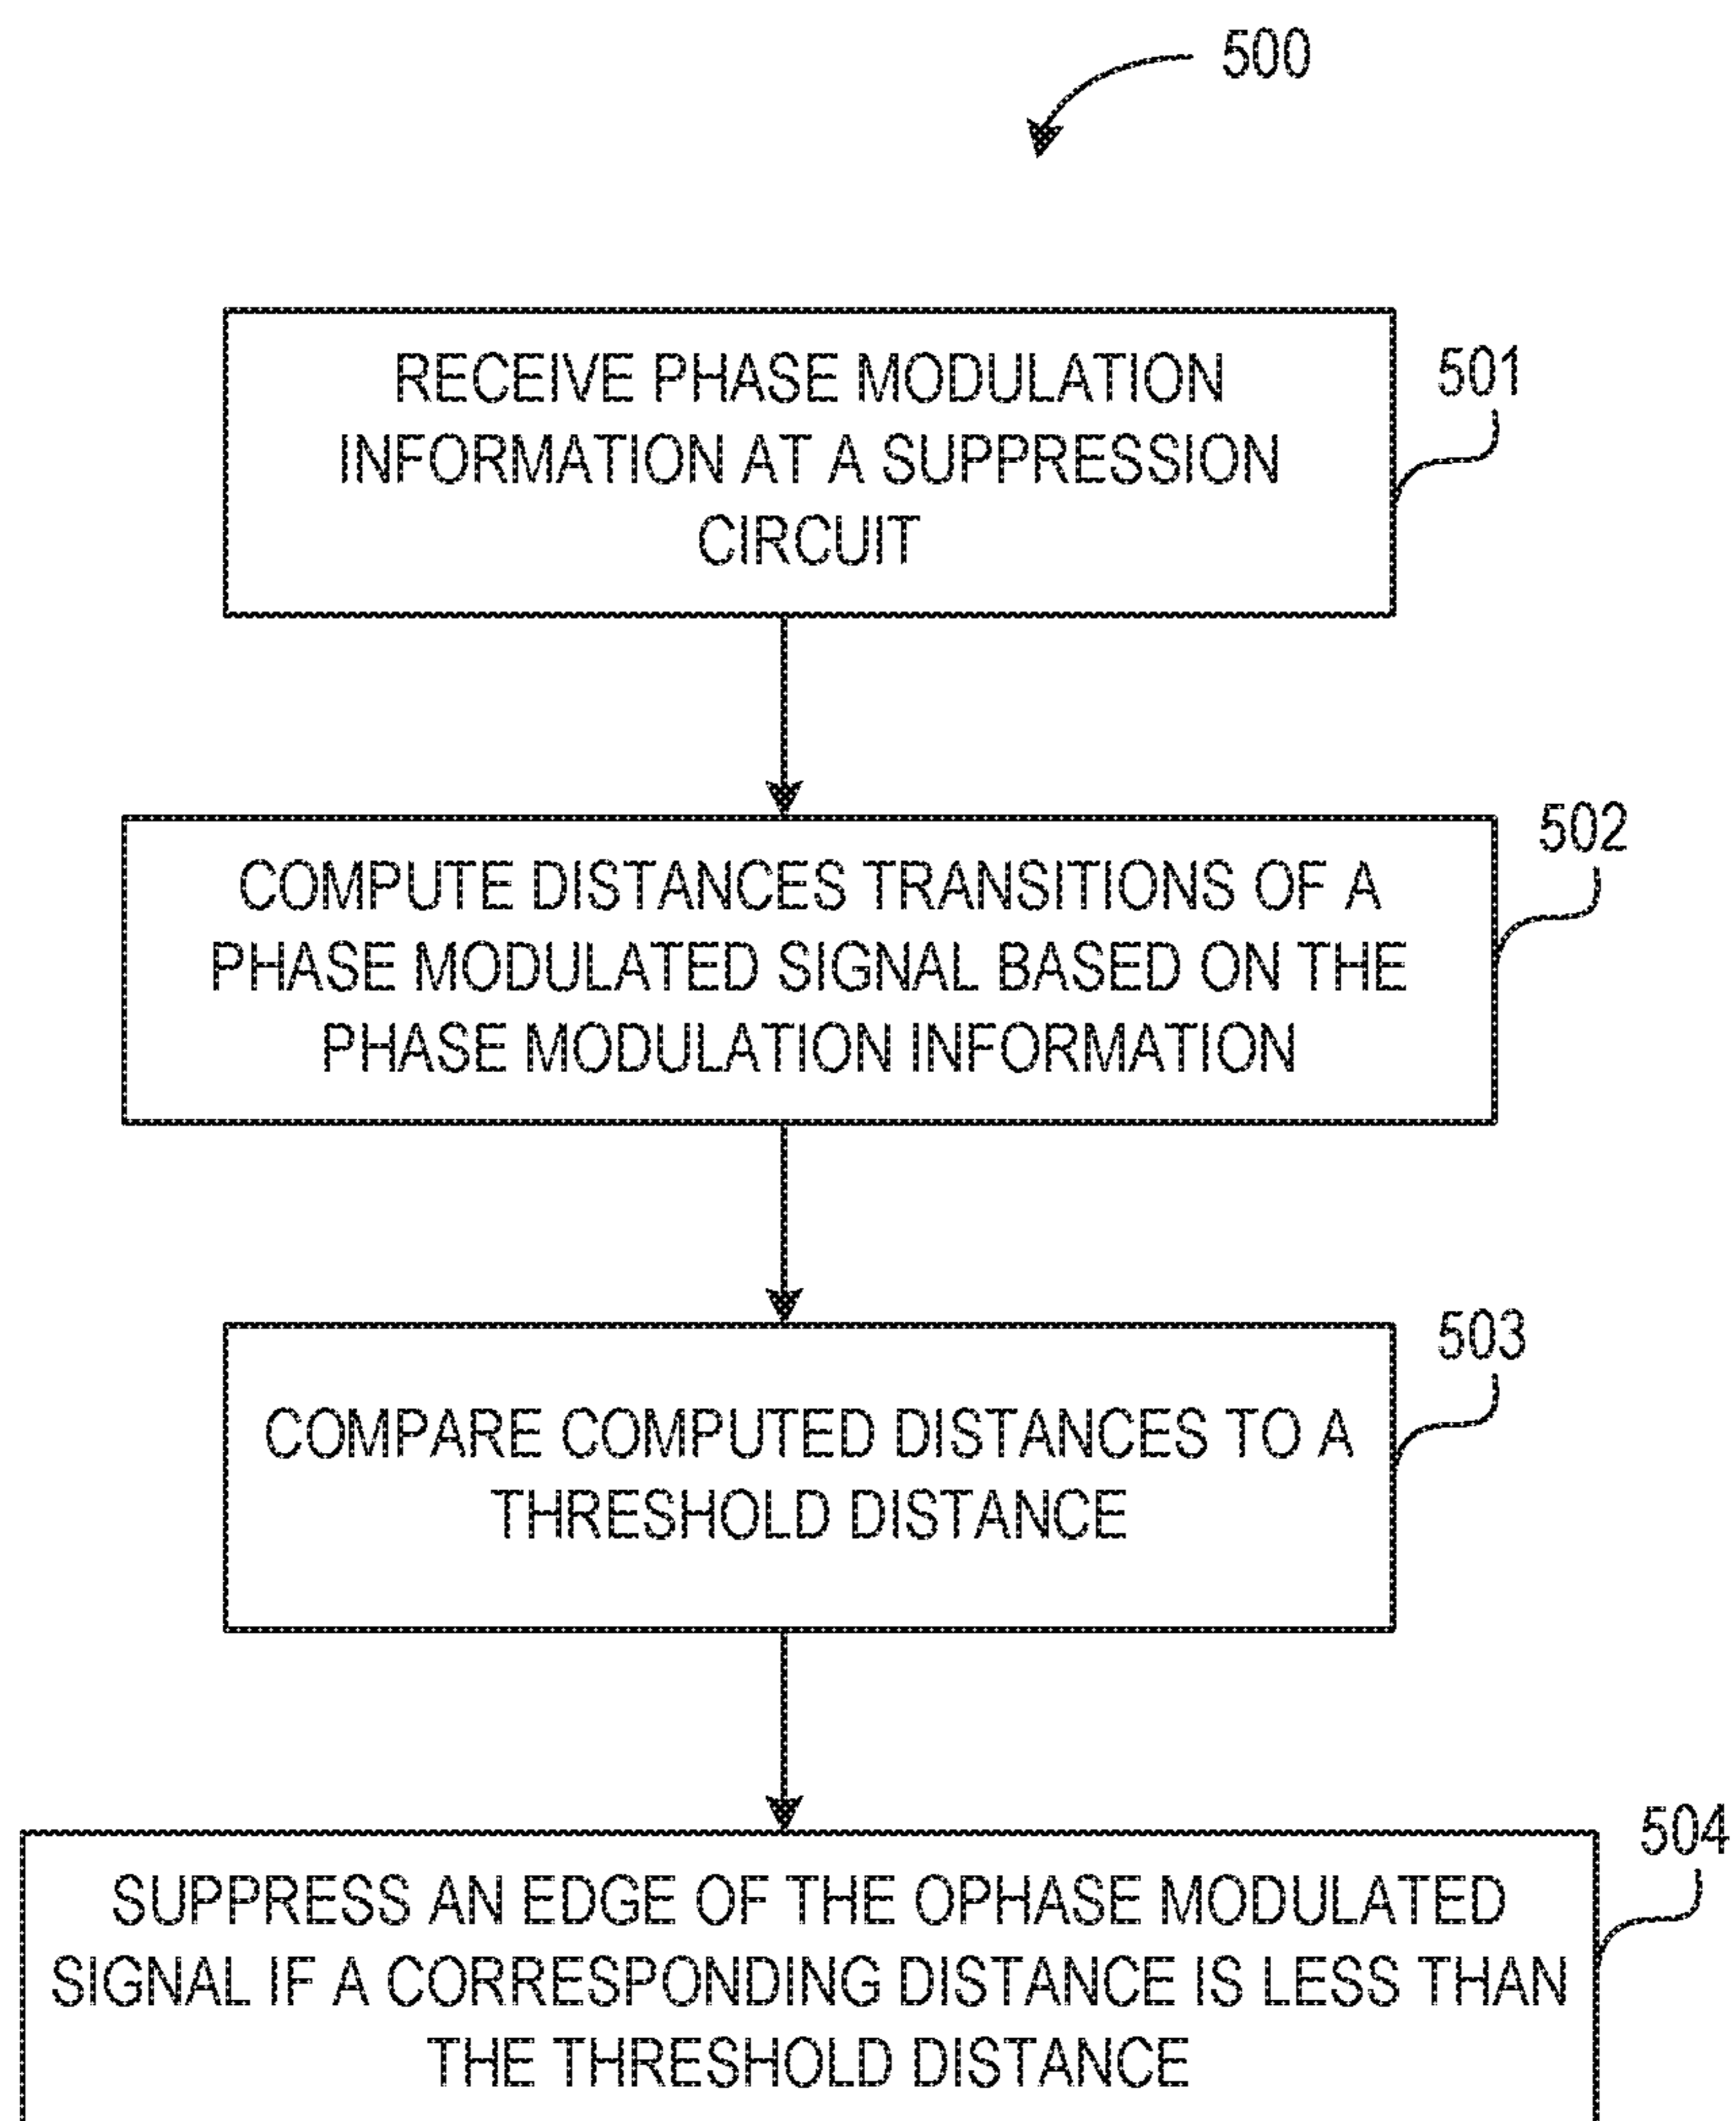 500
RECEIVE PHASE MODULATION
INFORMATION AT A SUPPRESSION
CIRCUIT
501
COMPUTE DISTANCES TRANSITIONS OF A
PHASE MODULATED SIGNAL BASED ON THE
PHASE MODULATION INFORMATION
502
COMPARE COMPUTED DISTANCES TO A
THRESHOLD DISTANCE
503
SUPPRESS AN EDGE OF THE OPHASE MODULATED
SIGNAL IF A CORRESPONDING DISTANCE IS LESS THAN
THE THRESHOLD DISTANCE
504